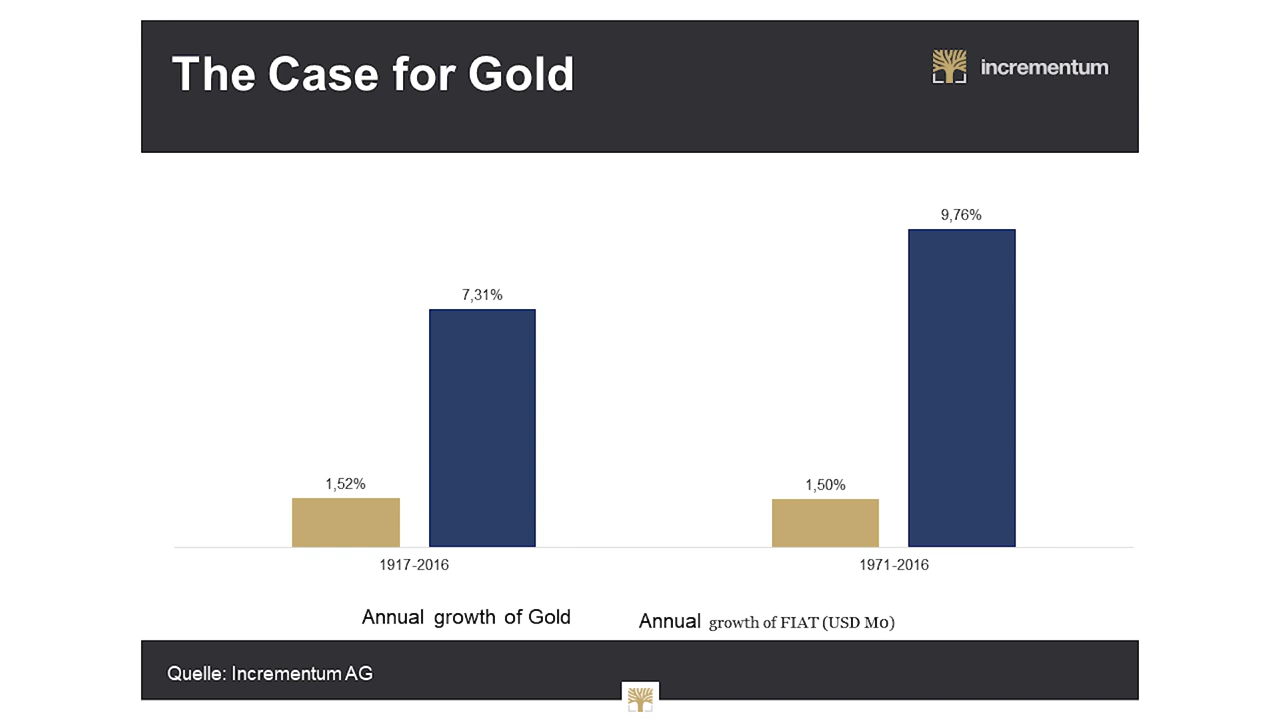 The Case for Gold
incrementum
9,76%
7,31%
1,52%
1,50%
1917-2016
1971-2016
Annual growth of Gold
Annual growth of FIAT (USD M0)
Quelle: Incrementum AG